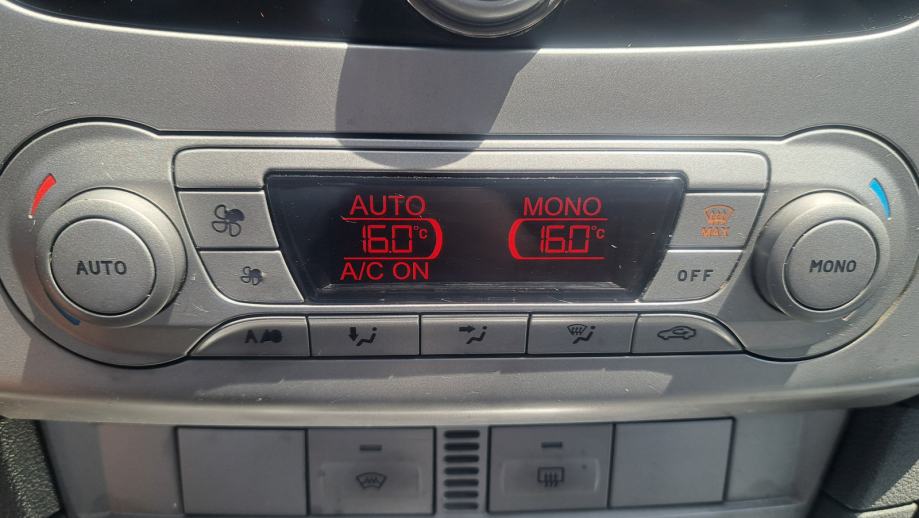 AUTO MONO
16.0°C 16.0°C
A/C ON
AUTO
MAX
OFF
MONO